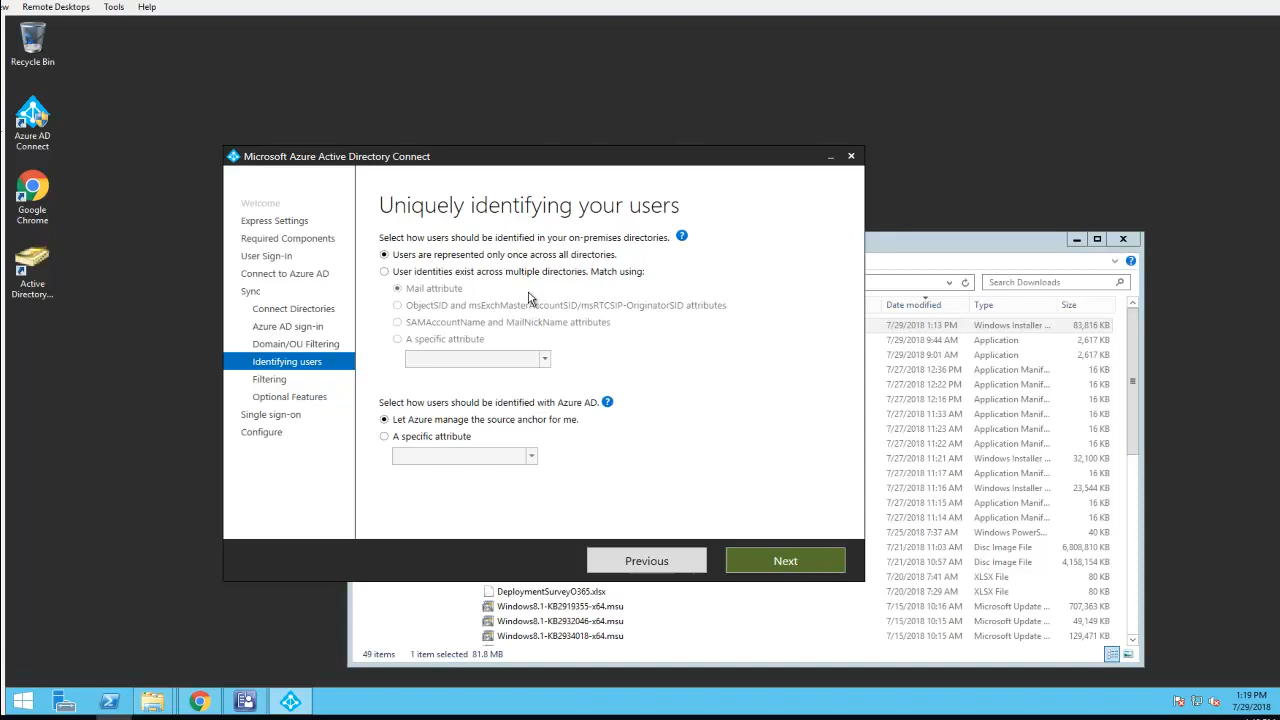 ew Remote Desktops Tools Help
Recycle Bin
Azure AD
Connect
Google
Chrome
Active
Directory...
Microsoft Azure Active Directory Connect
Welcome
Express Settings
Required Components
User Sign-In
Connect to Azure AD
Sync
Connect Directories
Azure AD sign-in
Domain/OU Filtering
Identifying users
Filtering
Optional Features
Single sign-on
Configure
Uniquely identifying your users
Select how users should be identified in your on-premises directories. ?
Users are represented only once across all directories.
User identities exist across multiple directories. Match using:
Mail attribute
ObjectSID and msExchMasterAccountSID/msRTCSIP-OriginatorSID attributes
SAMAccountName and MailNickName attributes
A specific attribute
Select how users should be identified with Azure AD. ?
Let Azure manage the source anchor for me.
A specific attribute
Previous Next
Search Downloads
Date modified Type Size
7/29/2018 1:13 PM Windows Installer ... 83,816 KB
7/29/2018 9:44 AM Application 2,617 KB
7/29/2018 9:01 AM Application 2,617 KB
7/27/2018 12:36 PM Application Manif... 16 KB
7/27/2018 12:22 PM Application Manif... 16 KB
7/27/2018 12:16 PM Application Manif... 16 KB
7/27/2018 11:33 AM Application Manif... 16 KB
7/27/2018 11:23 AM Application Manif... 16 KB
7/27/2018 11:22 AM Application Manif... 16 KB
7/27/2018 11:21 AM Windows Installer ... 32,100 KB
7/27/2018 11:17 AM Application Manif... 16 KB
7/27/2018 11:16 AM Windows Installer ... 23,544 KB
7/27/2018 11:15 AM Application Manif... 16 KB
7/27/2018 11:14 AM Application Manif... 16 KB
7/25/2018 7:37 AM Windows PowerS... 40 KB
7/21/2018 11:03 AM Disc Image File 6,808,810 KB
7/21/2018 10:57 AM Disc Image File 4,158,154 KB
7/20/2018 7:41 AM XLSX File 8 KB
DeploymentSurveyO365.xlsx 7/20/2018 7:29 AM XLSX File 8 KB
Windows8.1-KB2919355-x64.msu 7/15/2018 10:16 AM Microsoft Update ... 707,363 KB
Windows8.1-KB2932046-x64.msu 7/15/2018 10:15 AM Microsoft Update ... 49,149 KB
Windows8.1-KB2934018-x64.msu 7/15/2018 10:15 AM Microsoft Update ... 129,471 KB
49 items 1 item selected 81.8 MB
1:19 PM
7/29/2018